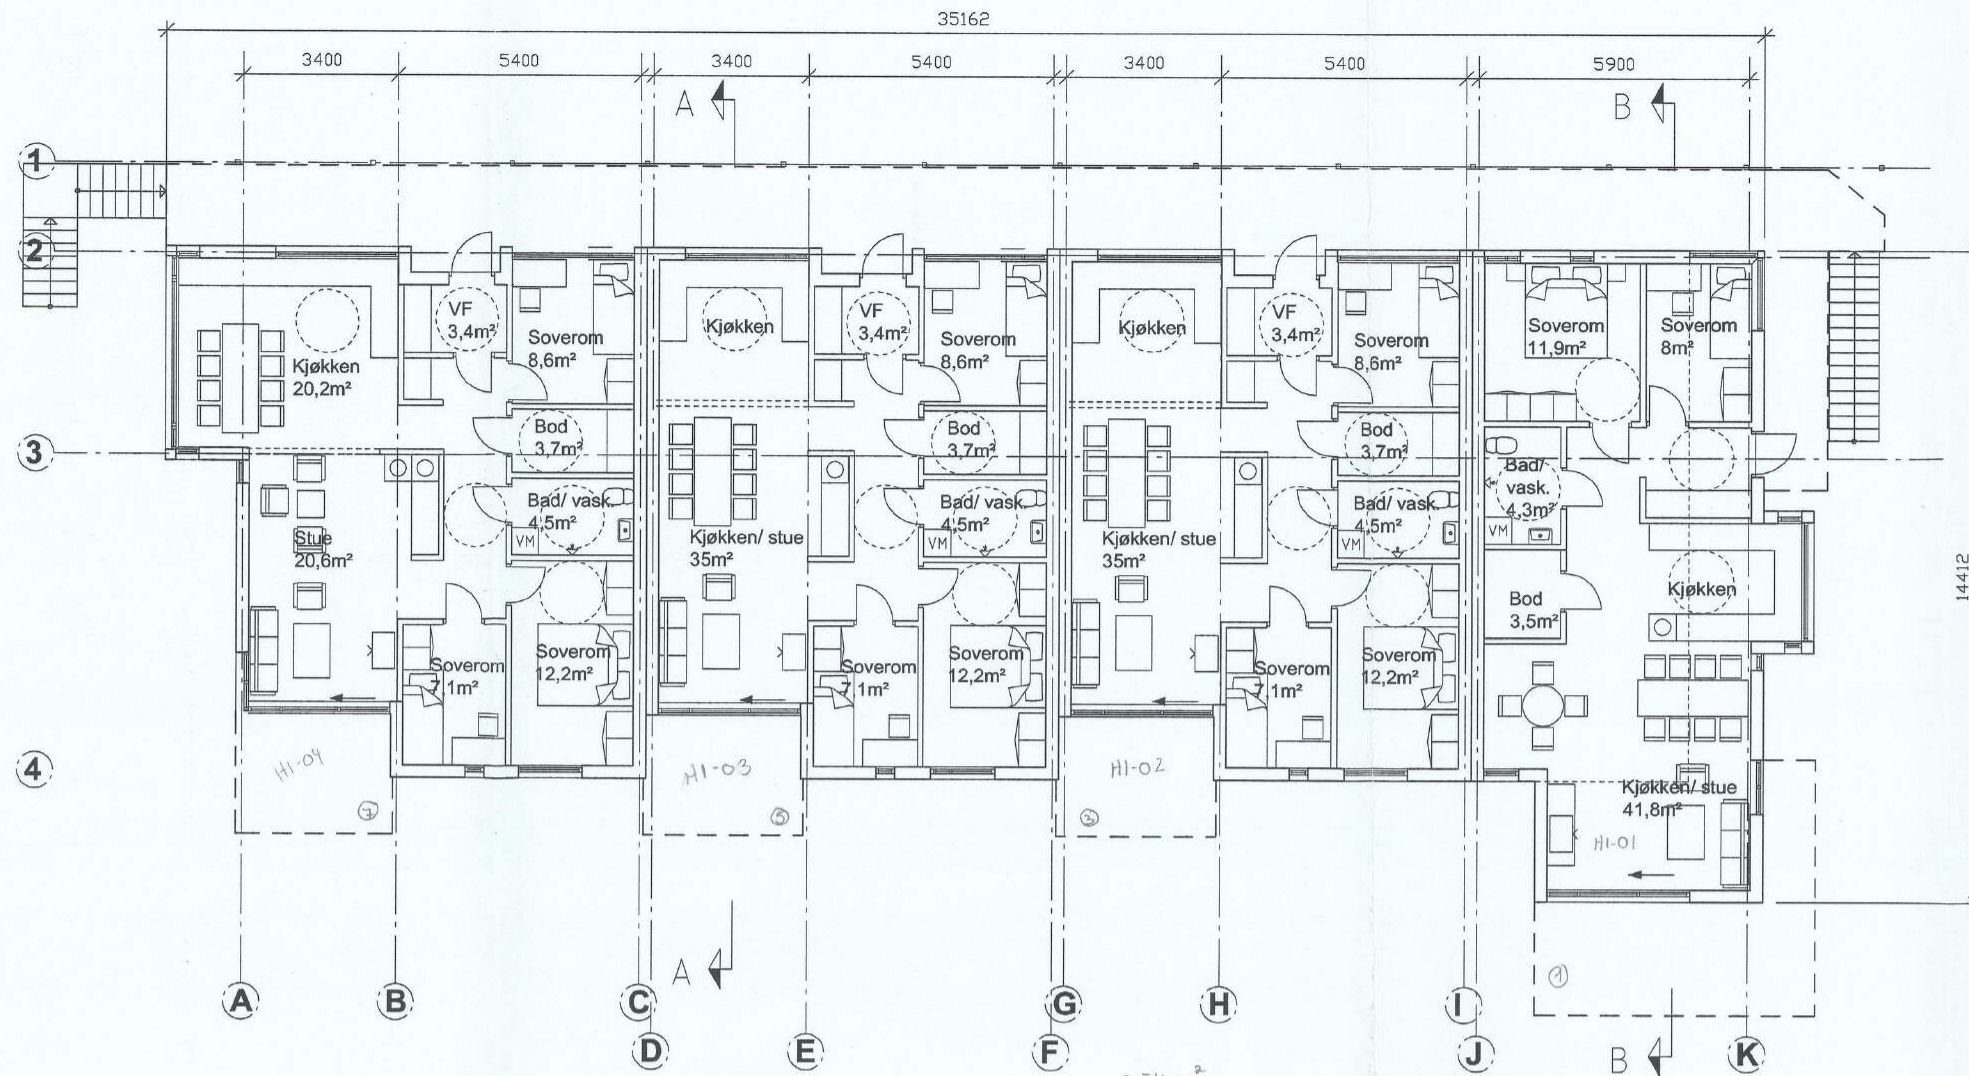 35162
3400 5400 3400 5400 3400 5400 5900
A B
1
2
VF
3,4m²
Soverom
8,6m²
Kjøkken
20,2m²
Kjøkken
VF
3,4m²
Soverom
8,6m²
Kjøkken
VF
3,4m²
Soverom
8,6m²
Soverom
11,9m²
Soverom
8m²
3
Bod
3,7m²
Bod
3,7m²
Bod
3,7m²
Bad/ vask.
4,5m²
VM
Bad/ vask.
4,5m²
VM
Bad/ vask.
4,5m²
VM
Bad/
vask.
4,3m²
VM
Stue
20,6m²
Kjøkken/ stue
35m²
Kjøkken/ stue
35m²
Bod
3,5m²
Kjøkken
14412
Soverom
7,1m²
Soverom
12,2m²
Soverom
7,1m²
Soverom
12,2m²
Soverom
7,1m²
Soverom
12,2m²
4
H1-04
7
H1-03
5
H1-02
3
Kjøkken/ stue
41,8m²
H1-01
1
A
A B C G H I
D E F J B K